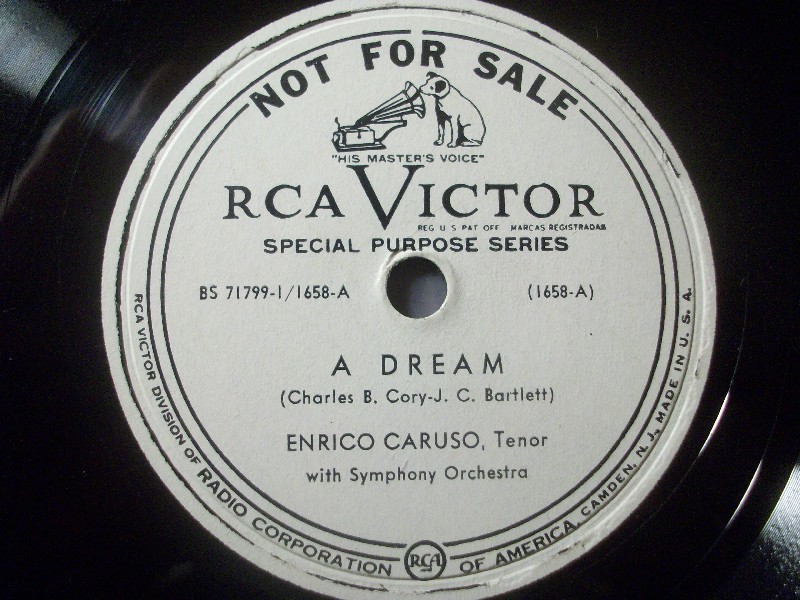 NOT FOR SALE
"HIS MASTER'S VOICE"
RCA VICTOR
REG. U S PAT OFF MARCAS REGISTRADAS
SPECIAL PURPOSE SERIES
BS 71799-1/1658-A (1658-A)
A DREAM
(Charles B. Cory-J. C. Bartlett)
ENRICO CARUSO, Tenor
with Symphony Orchestra
RCA VICTOR DIVISION OF RADIO CORPORATION RCA OF AMERICA, CAMDEN, N. J., MADE IN U. S. A.